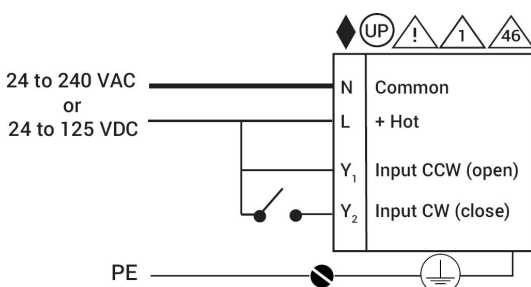 UP ! 1 46
24 to 240 VAC
or
24 to 125 VDC
N Common
L + Hot
Y1 Input CCW (open)
Y2 Input CW (close)
PE